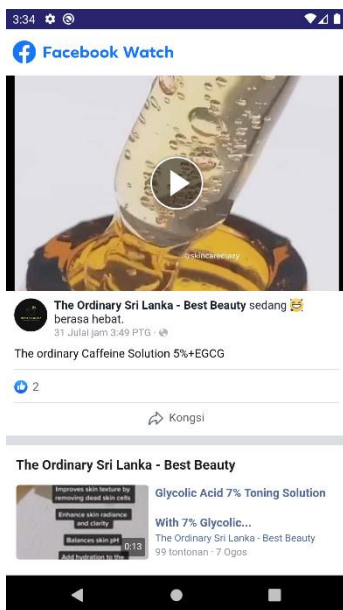 3:34
Facebook Watch
@skincarecrazy
The Ordinary Sri Lanka - Best Beauty sedang
berasa hebat.
31 Julai jam 3:49 PTG ·
The ordinary Caffeine Solution 5%+EGCG
2
Kongsi
The Ordinary Sri Lanka - Best Beauty
Improves skin texture by
removing dead skin cells
Enhance skin radiance
and clarity
Balances skin pH
Add hydration to the
0:13
Glycolic Acid 7% Toning Solution
With 7% Glycolic...
The Ordinary Sri Lanka - Best Beauty
99 tontonan · 7 Ogos